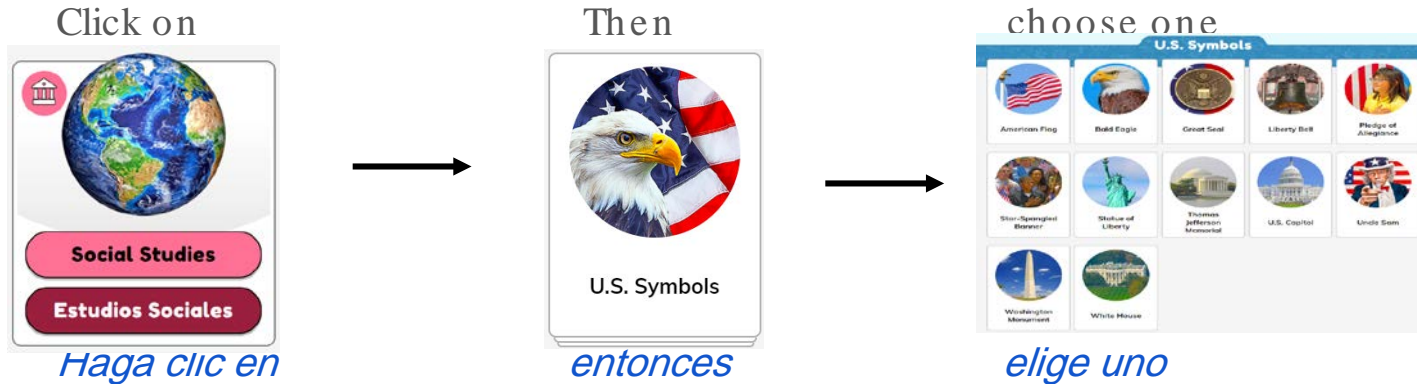 Click on
Then
choose one
Social Studies
Estudios Sociales
U.S. Symbols
U.S. Symbols
American Flag
Bald Eagle
Great Seal
Liberty Bell
Pledge of
Allegiance
Star-Spangled
Banner
Statue of
Liberty
Thomas
Jefferson
Memorial
U.S. Capitol
Uncle Sam
Washington
Monument
White House
Haga clic en
entonces
elige uno